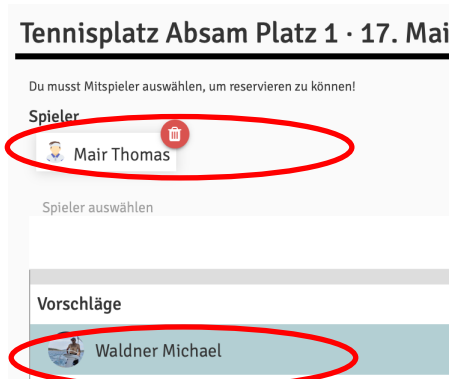 Tennisplatz Absam Platz 1 · 17. Mai
Du musst Mitspieler auswählen, um reservieren zu können!
Spieler
Mair Thomas
Spieler auswählen
Vorschläge
Waldner Michael